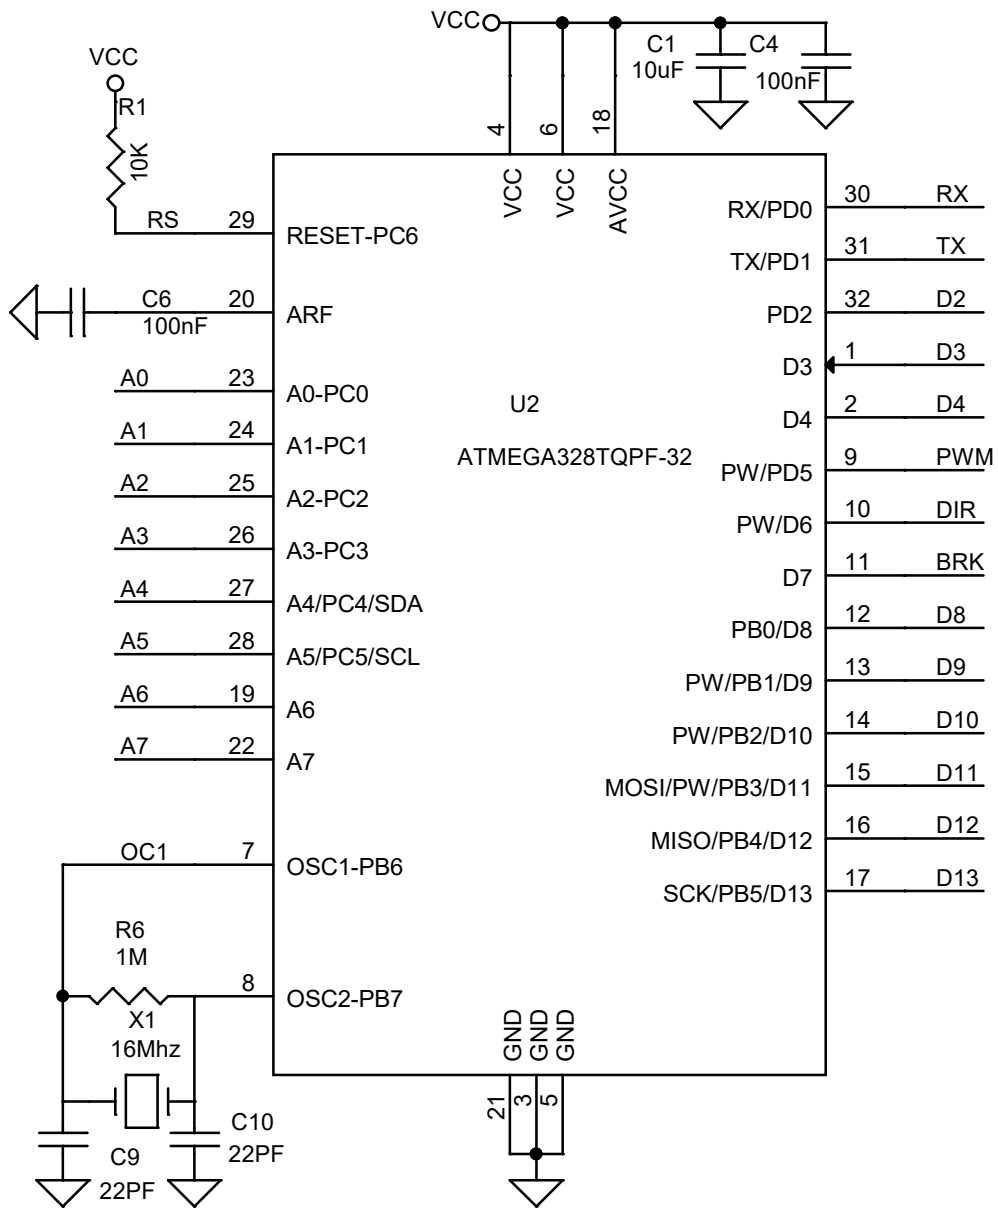 VCC
C1
10uF
C4
100nF
VCC
R1
10K
4
6
18
VCC
VCC
AVCC
RS
29
RESET-PC6
C6
100nF
20
ARF
A0
23
A0-PC0
A1
24
A1-PC1
A2
25
A2-PC2
A3
26
A3-PC3
A4
27
A4/PC4/SDA
A5
28
A5/PC5/SCL
A6
19
A6
A7
22
A7
OC1
7
OSC1-PB6
R6
1M
8
OSC2-PB7
X1
16Mhz
C9
22PF
C10
22PF
U2
ATMEGA328TQPF-32
RX/PD0
30
RX
TX/PD1
31
TX
PD2
32
D2
D3
1
D3
D4
2
D4
PW/PD5
9
PWM
PW/D6
10
DIR
D7
11
BRK
PB0/D8
12
D8
PW/PB1/D9
13
D9
PW/PB2/D10
14
D10
MOSI/PW/PB3/D11
15
D11
MISO/PB4/D12
16
D12
SCK/PB5/D13
17
D13
GND
GND
GND
21
3
5